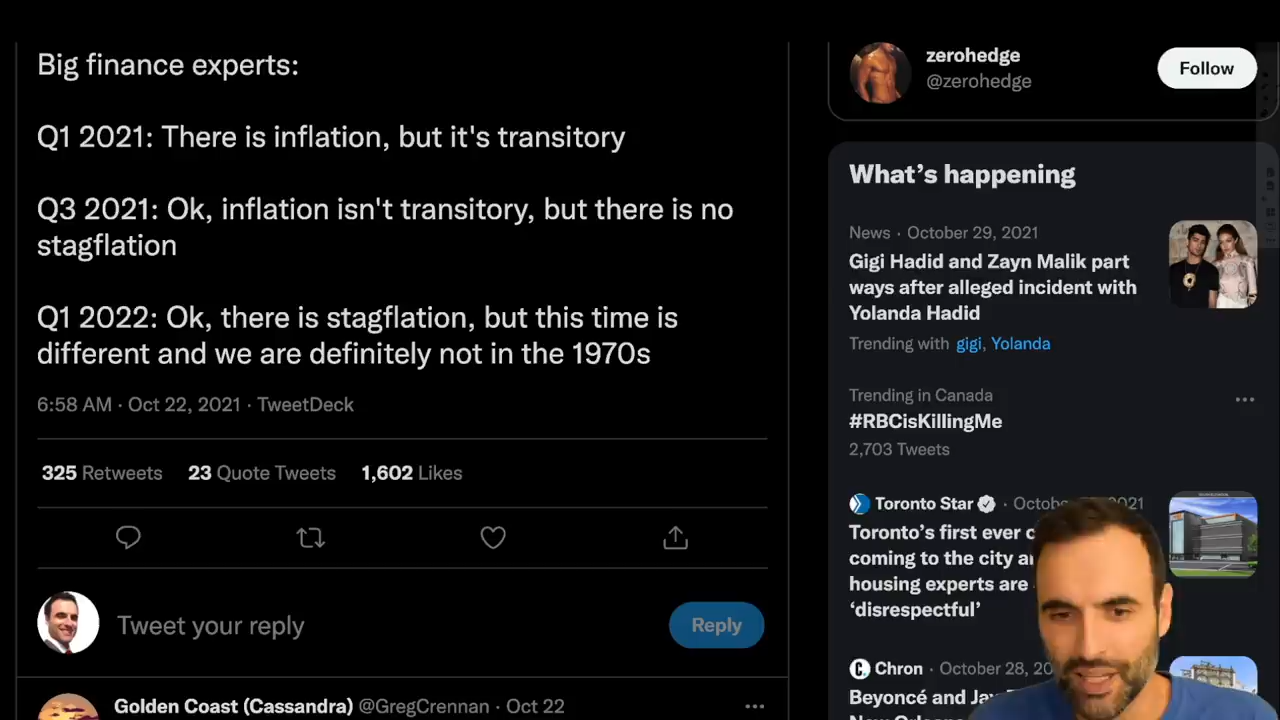 Big finance experts:
Q1 2021: There is inflation, but it's transitory
Q3 2021: Ok, inflation isn't transitory, but there is no
stagflation
Q1 2022: Ok, there is stagflation, but this time is
different and we are definitely not in the 1970s
6:58 AM · Oct 22, 2021 · TweetDeck
325 Retweets 23 Quote Tweets 1,602 Likes
Tweet your reply
Reply
Golden Coast (Cassandra) @GregCrennan · Oct 22
zerohedge
@zerohedge
Follow
What's happening
News · October 29, 2021
Gigi Hadid and Zayn Malik part
ways after alleged incident with
Yolanda Hadid
Trending with gigi, Yolanda
Trending in Canada
#RBCisKillingMe
2,703 Tweets
Toronto Star · 21
Toronto's first ever
coming to the city
housing experts are
'disrespectful'
Chron · October 28, 20
Beyoncé and